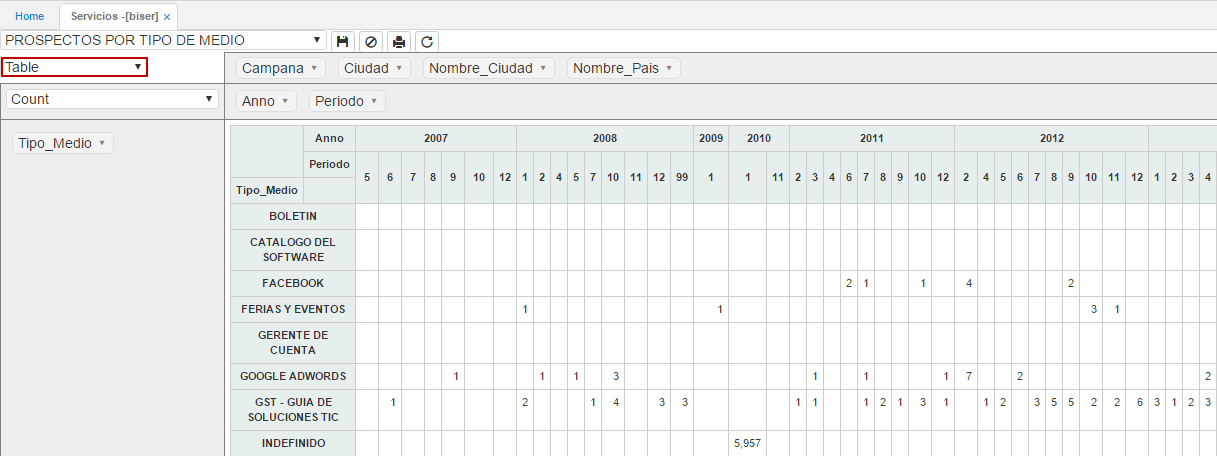 Home Servicios -[biser] ×
PROSPECTOS POR TIPO DE MEDIO
Table Campana Ciudad Nombre_Ciudad Nombre_Pais
Count Anno Periodo
Tipo_Medio
Anno 2007 2008 2009 2010 2011 2012
Periodo 5 6 7 8 9 10 12 1 2 4 5 7 10 11 12 99 1 1 11 2 3 4 6 7 8 9 10 12 2 4 5 6 7 8 9 10 11 12 1 2 3 4
Tipo_Medio
BOLETIN
CATALOGO DEL
SOFTWARE
FACEBOOK 2 1 1 4 2
FERIAS Y EVENTOS 1 1 3 1
GERENTE DE
CUENTA
GOOGLE ADWORDS 1 1 1 3 1 1 1 7 2 2
GST - GUIA DE
SOLUCIONES TIC 1 2 1 4 3 3 1 1 1 2 1 3 1 1 2 3 5 5 2 2 6 3 1 2 3
INDEFINIDO 5,957